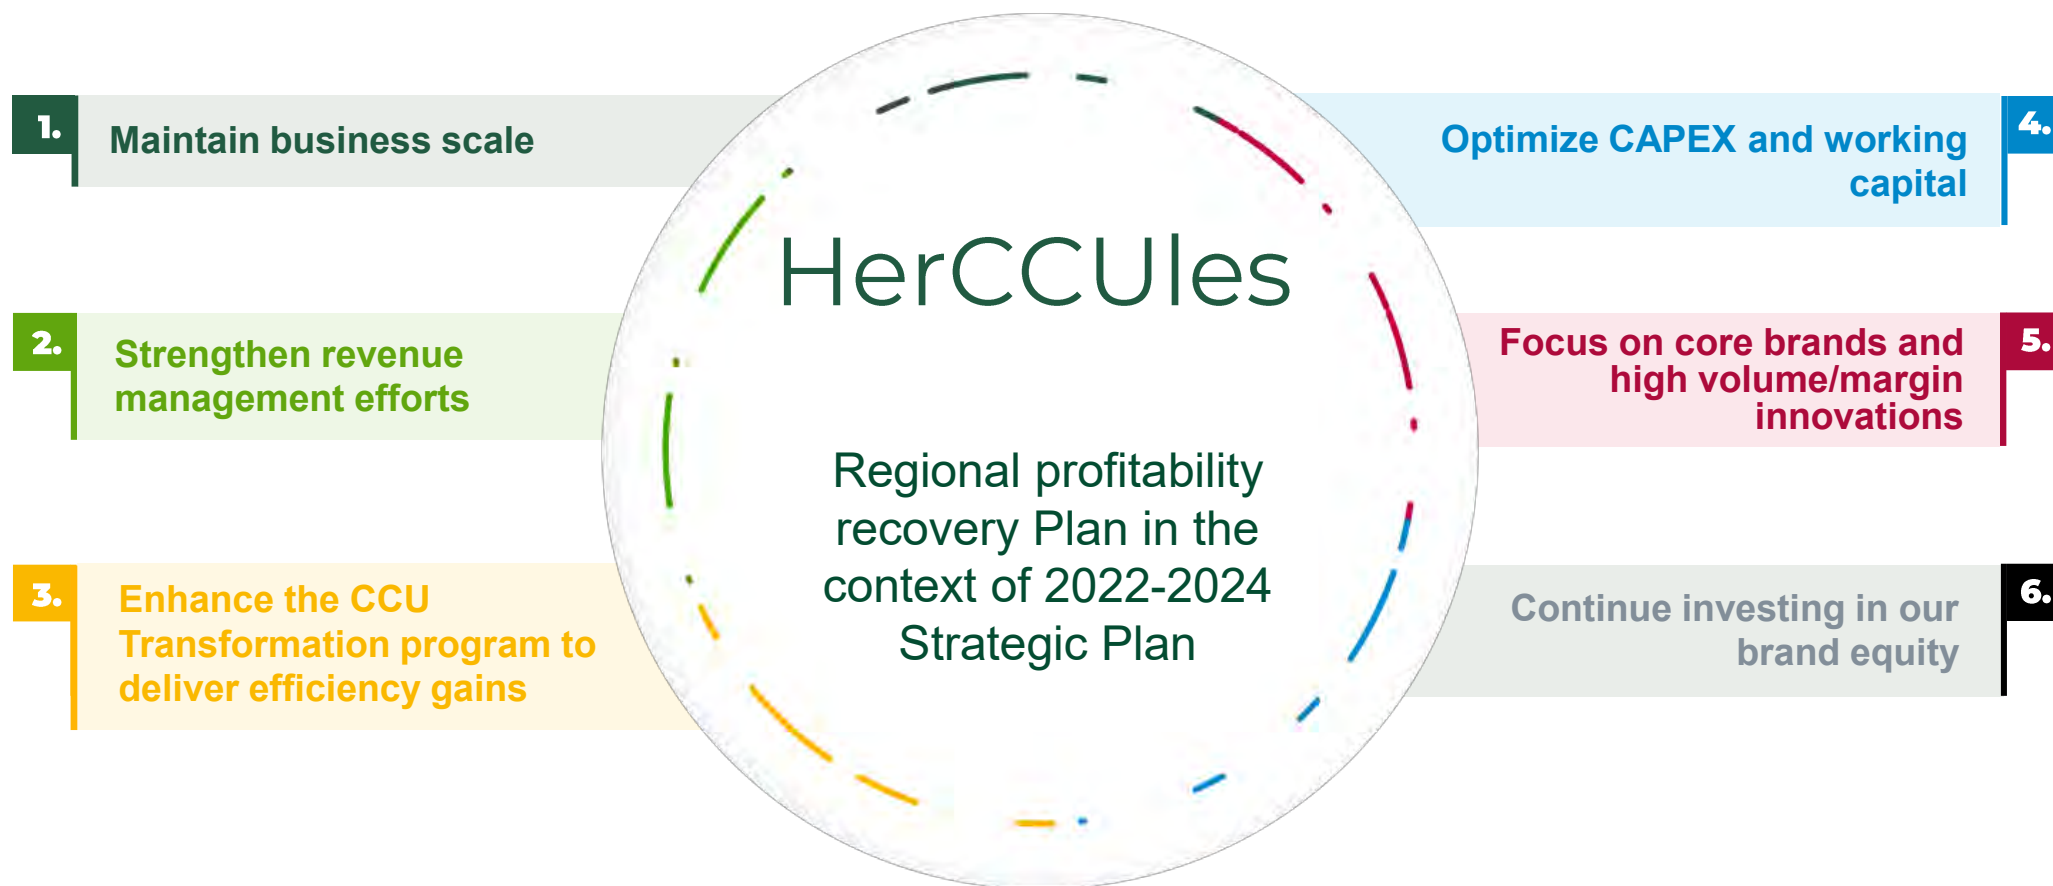 1.
Maintain business scale
2.
Strengthen revenue
management efforts
3.
Enhance the CCU
Transformation program to
deliver efficiency gains
HerCCUles
Regional profitability
recovery Plan in the
context of 2022-2024
Strategic Plan
4.
Optimize CAPEX and working
capital
5.
Focus on core brands and
high volume/margin
innovations
6.
Continue investing in our
brand equity